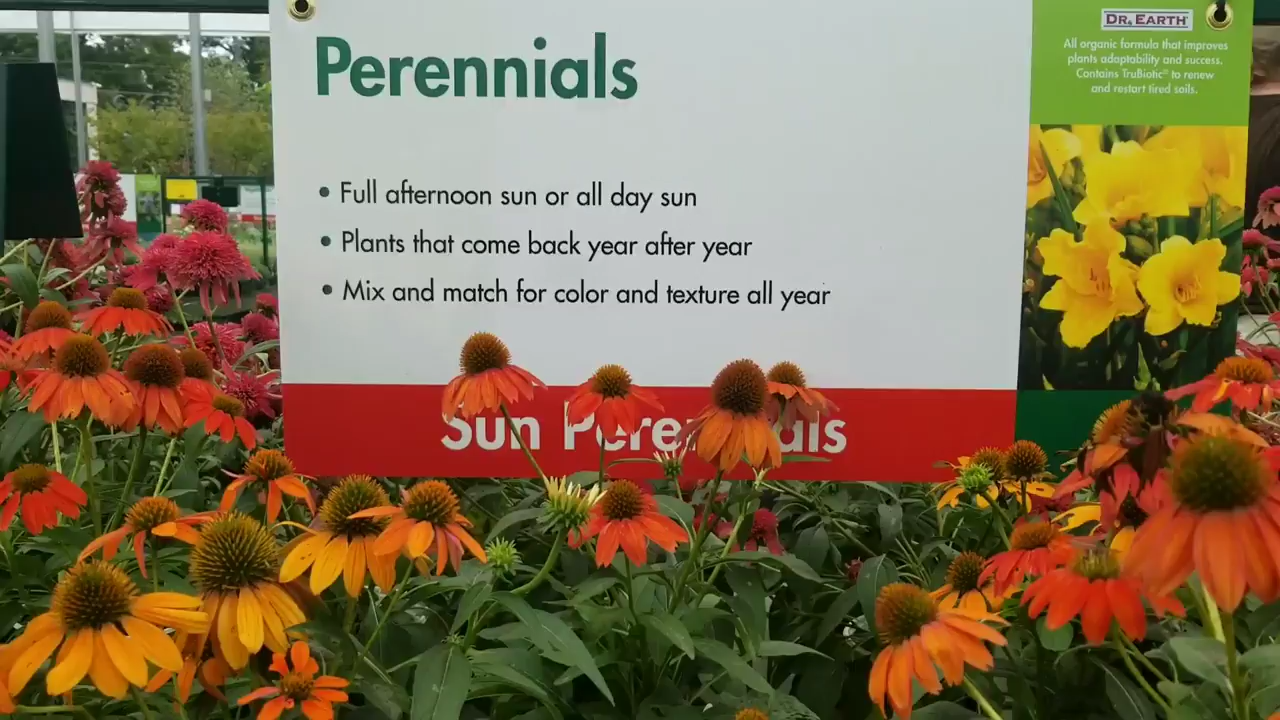 Perennials
• Full afternoon sun or all day sun
• Plants that come back year after year
• Mix and match for color and texture all year
Sun Perennials
DR. EARTH®
All organic formula that improves
plants adaptability and success.
Contains TruBiotic® to renew
and restart tired soils.